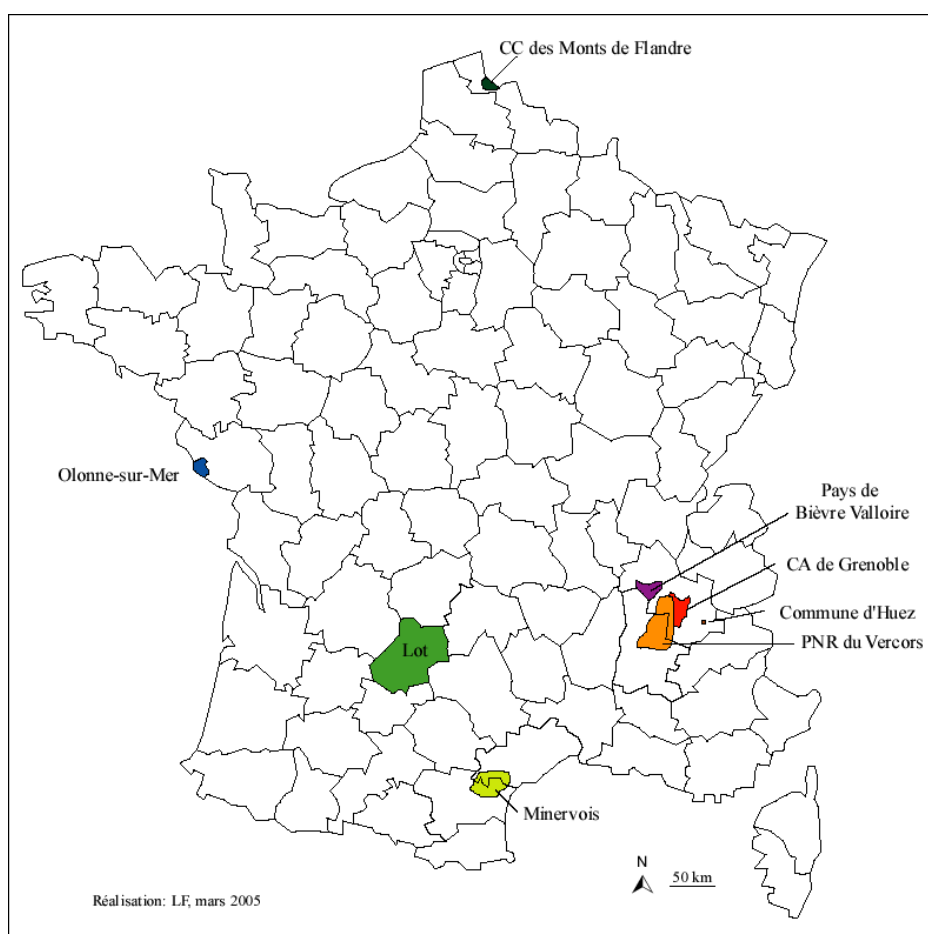 CC des Monts de Flandre
Olonne-sur-Mer
Pays de
Bièvre Valloire
CA de Grenoble
Commune d'Huez
PNR du Vercors
Lot
Minervois
N
50 km
Réalisation: LF, mars 2005